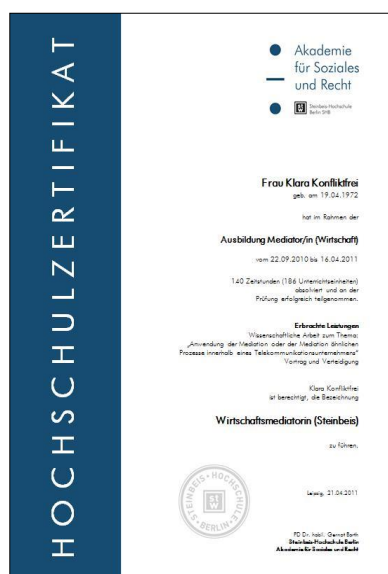 HOCHSCHULZERTIFIKAT
Akademie
für Soziales
und Recht
Steinbeis-Hochschule
Berlin SHB
Frau Klara Konfliktfrei
geb. am 19.04.1972
hat im Rahmen der
Ausbildung Mediator/in (Wirtschaft)
vom 22.09.2010 bis 16.04.2011
140 Zeitstunden (186 Unterrichtseinheiten)
absolviert und an der
Prüfung erfolgreich teilgenommen.
Erbrachte Leistungen
Wissenschaftliche Arbeit zum Thema:
„Anwendung der Mediation oder der Mediation ähnlichen
Prozesse innerhalb eines Telekommunikationsunternehmens"
Vortrag und Verteidigung
Klara Konfliktfrei
ist berechtigt, die Bezeichnung
Wirtschaftsmediatorin (Steinbeis)
zu führen.
STEINBEIS-HOCHSCHULE
STW
BERLIN
Leipzig, 21.04.2011
PD Dr. habil. Gernot Barth
Steinbeis-Hochschule Berlin
Akademie für Soziales und Recht